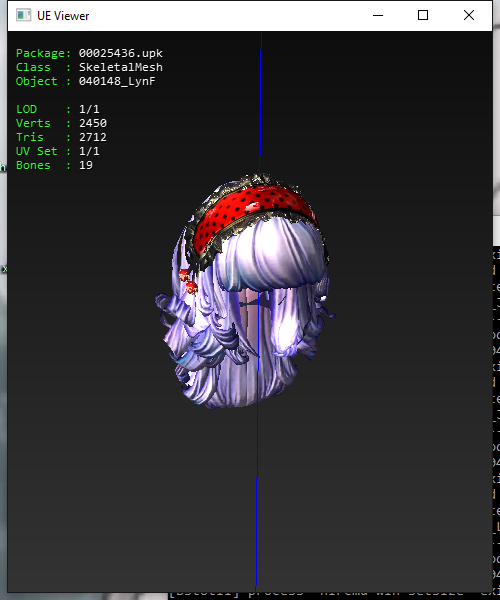 UE Viewer
Package: 00025436.upk
Class : SkeletalMesh
Object : 040148_LynF
LOD : 1/1
Verts : 2450
Tris : 2712
UV Set : 1/1
Bones : 19